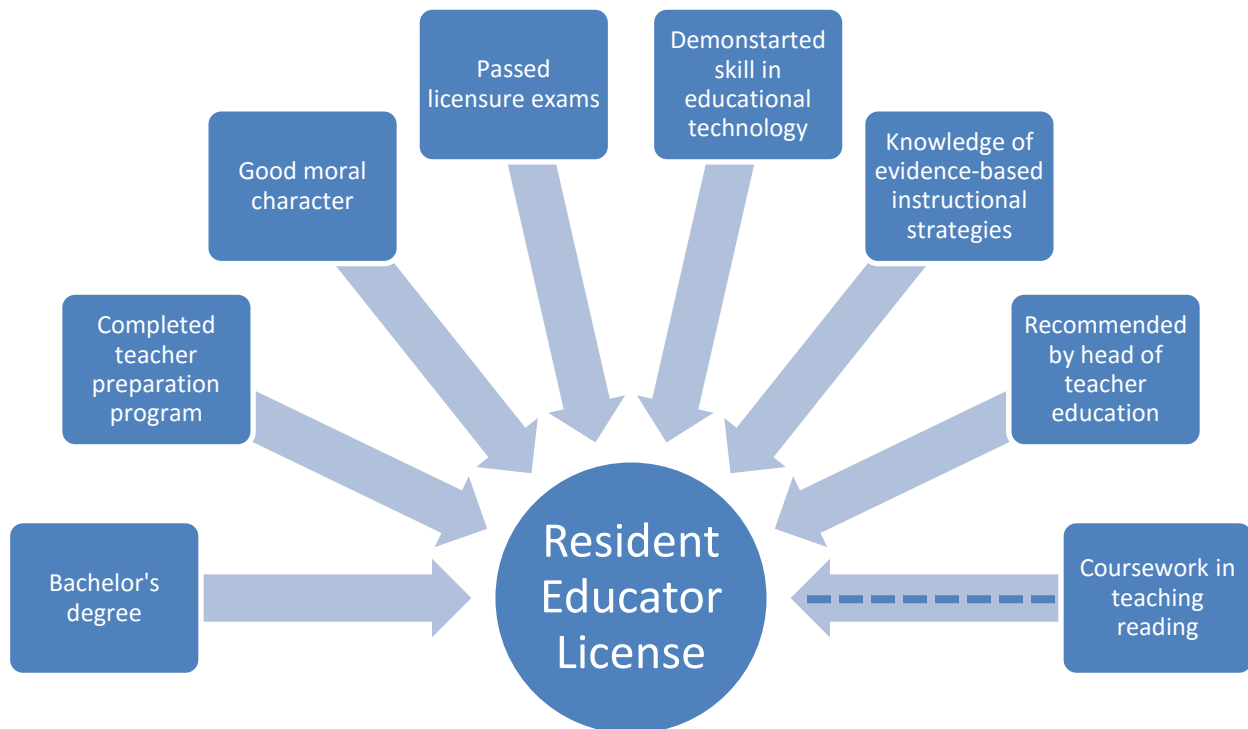 Passed
licensure exams
Demonstarted
skill in
educational
technology
Good moral
character
Knowledge of
evidence-based
instructional
strategies
Completed
teacher
preparation
program
Recommended
by head of
teacher
education
Bachelor's
degree
Resident
Educator
License
Coursework in
teaching
reading